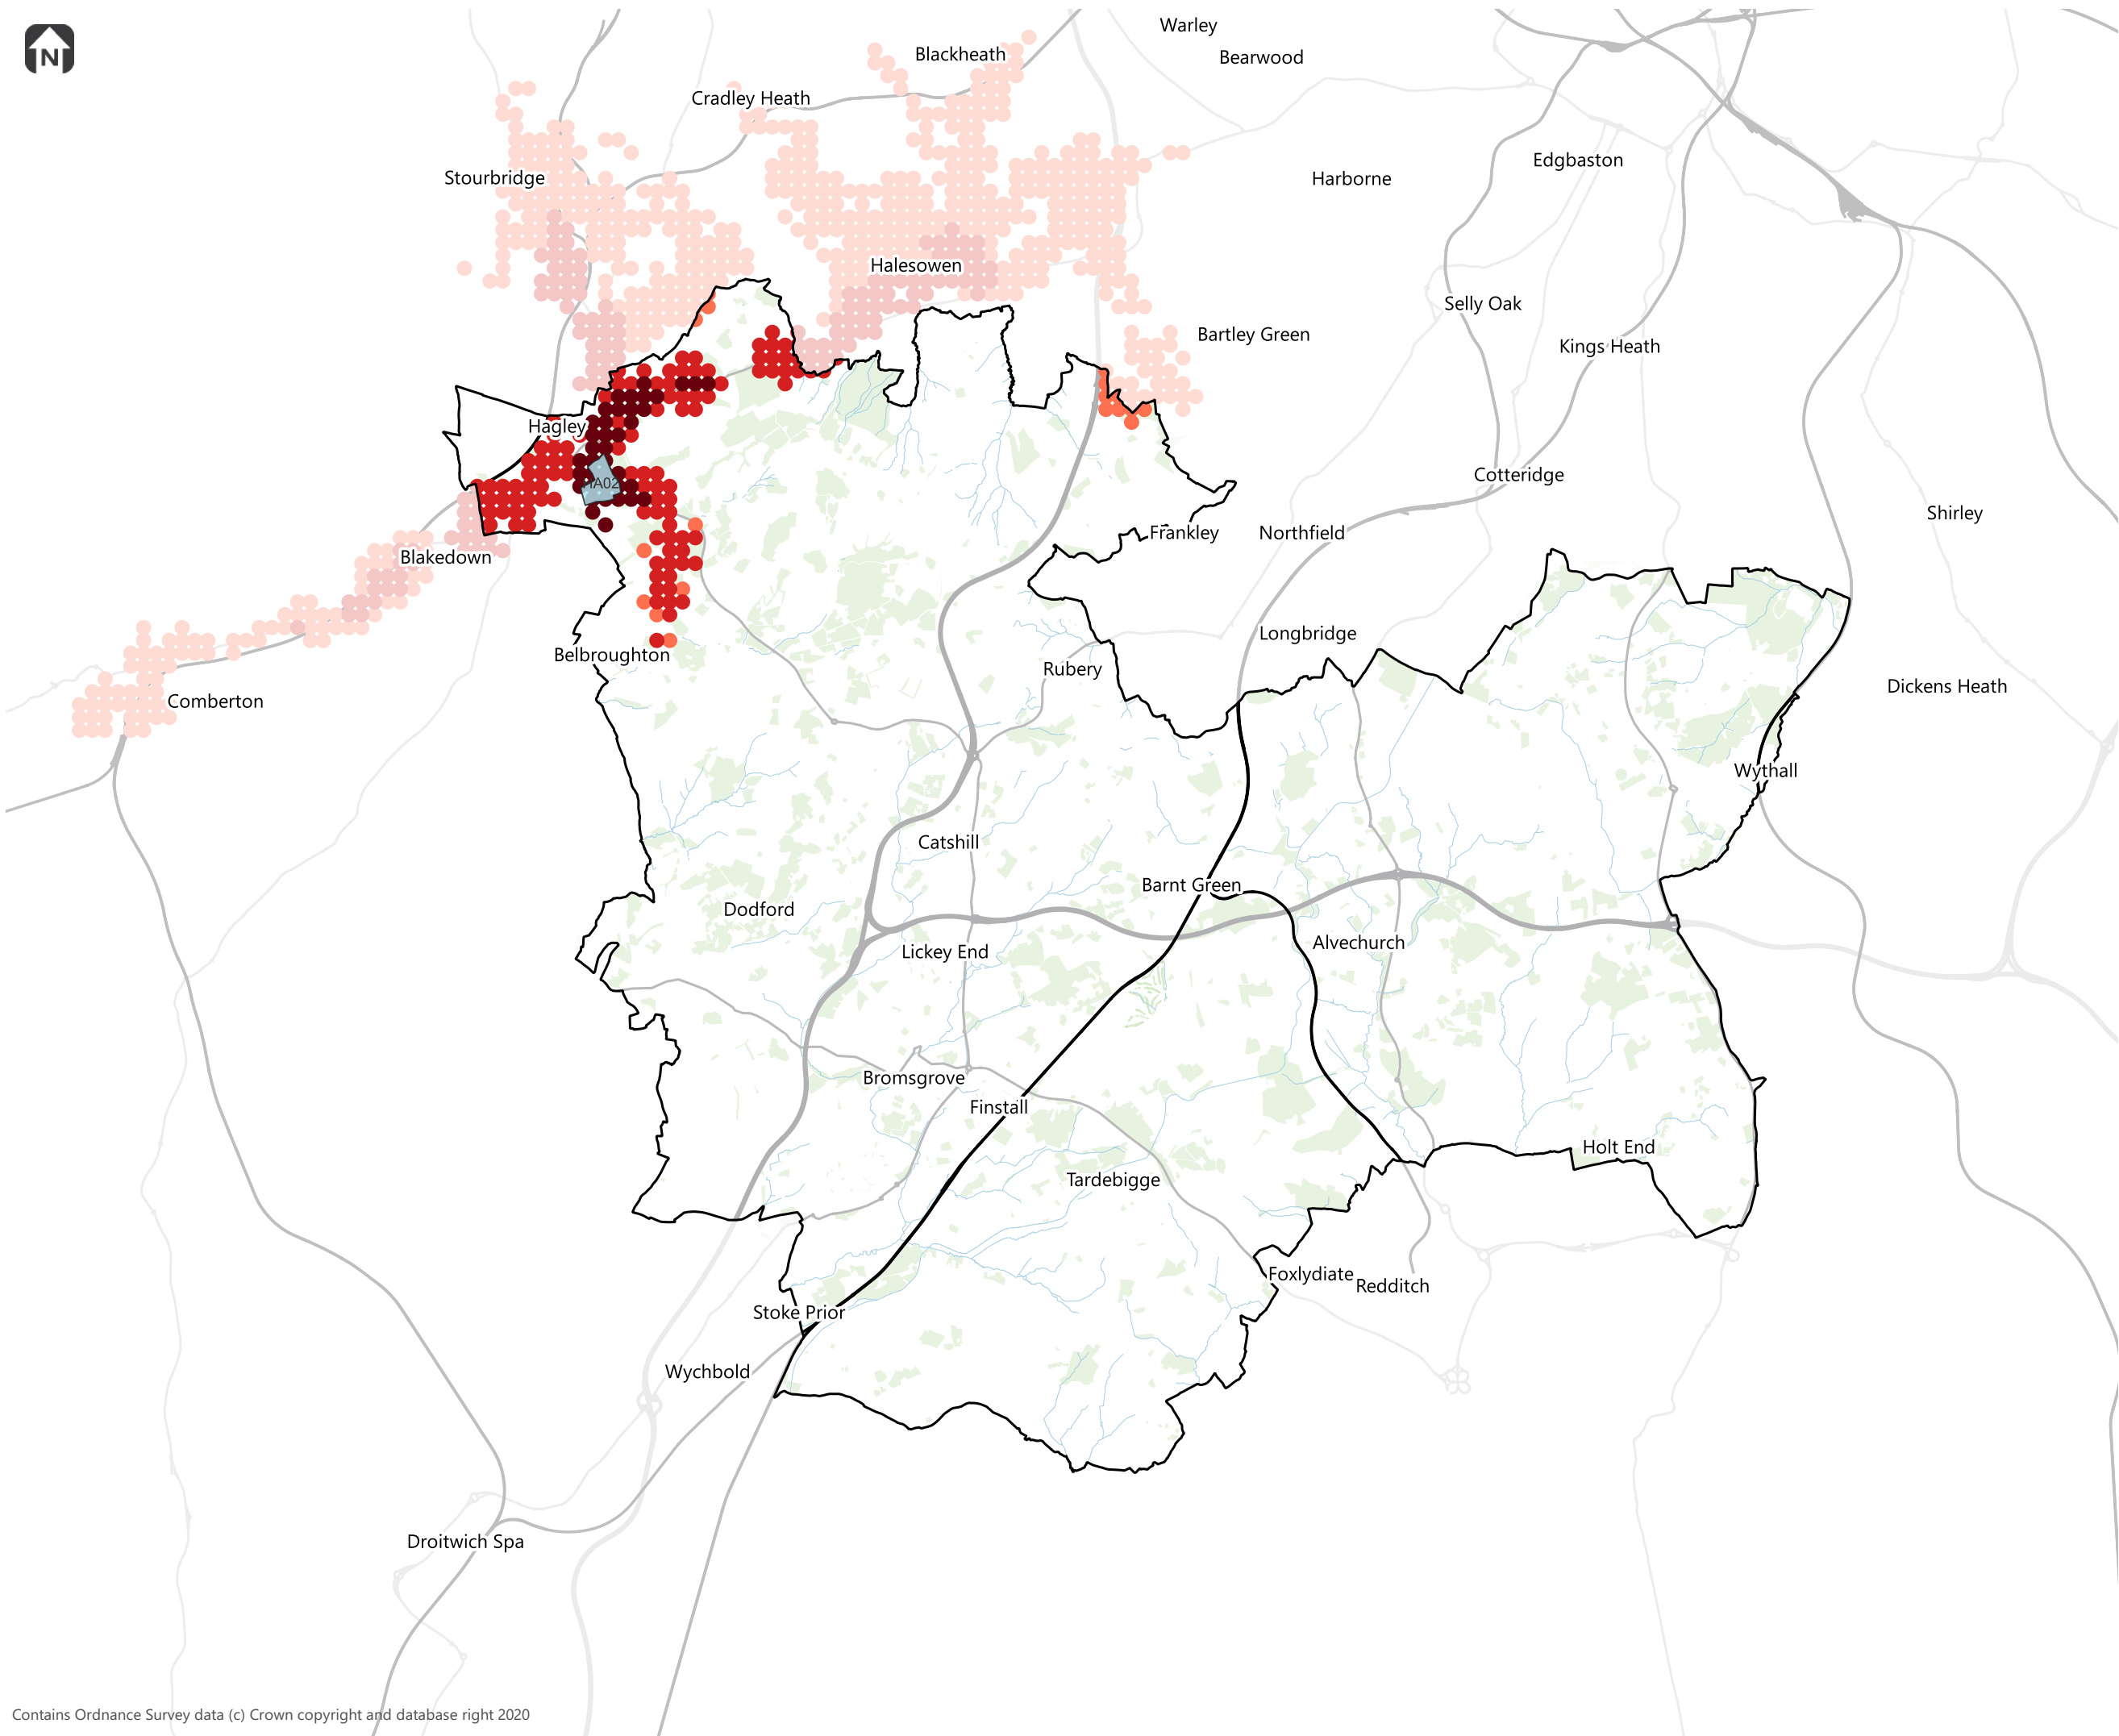 N
Warley
Blackheath
Bearwood
Cradley Heath
Edgbaston
Stourbridge
Harborne
Halesowen
Selly Oak
Bartley Green
Kings Heath
Hagley
Cotteridge
Shirley
Frankley
Northfield
Blakedown
Longbridge
Belbroughton
Rubery
Dickens Heath
Comberton
Wythall
Catshill
Barnt Green
Dodford
Alvechurch
Lickey End
Bromsgrove
Finstall
Holt End
Tardebigge
Foxlydiate
Redditch
Stoke Prior
Wychbold
Droitwich Spa
Contains Ordnance Survey data (c) Crown copyright and database right 2020